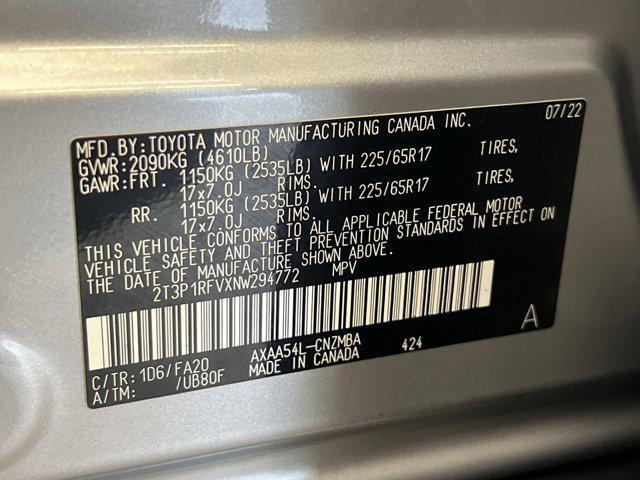 07/22
MFD.BY:TOYOTA MOTOR MANUFACTURING CANADA INC.
GVWR:2090KG (4610LB)
GAWR:FRT. 1150KG (2535LB) WITH 225/65R17 TIRES,
17x7.0J RIMS.
RR. 1150KG (2535LB) WITH 225/65R17 TIRES,
17x7.0J RIMS.
THIS VEHICLE CONFORMS TO ALL APPLICABLE FEDERAL MOTOR
VEHICLE SAFETY AND THEFT PREVENTION STANDARDS IN EFFECT ON
THE DATE OF MANUFACTURE SHOWN ABOVE.
2T3P1RFVXNW294772 MPV
A
C/TR: 1D6/FA20 AXAA54L-CNZMBA 424
A/TM: /UB80F MADE IN CANADA